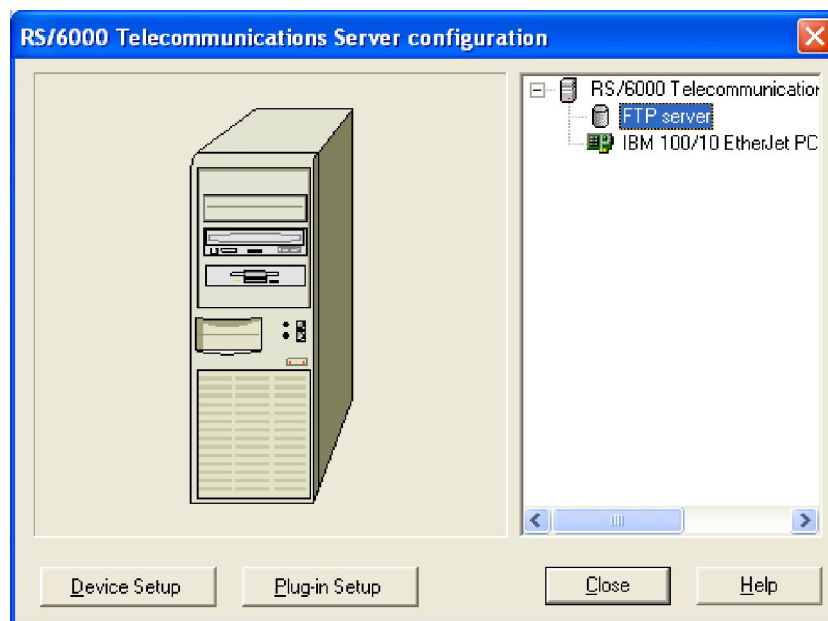 RS/6000 Telecommunications Server configuration
RS/6000 Telecommunication
FTP server
IBM 100/10 EtherJet PC
Device Setup
Plug-in Setup
Close
Help